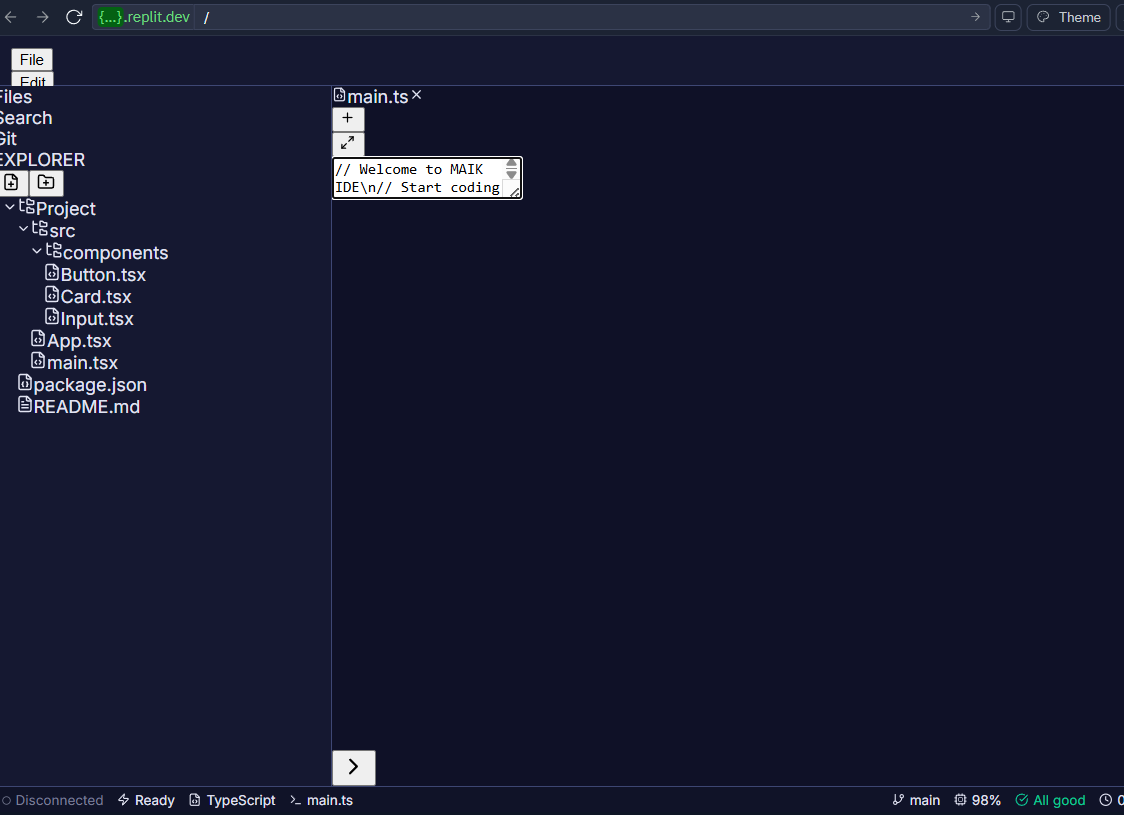 {...}.replit.dev /
Theme
File
Edit
Files
Search
Git
EXPLORER
Project
src
components
Button.tsx
Card.tsx
Input.tsx
App.tsx
main.tsx
package.json
README.md
main.ts
+
// Welcome to MAIK
IDE\n// Start coding
Disconnected Ready TypeScript main.ts main 98% All good 0